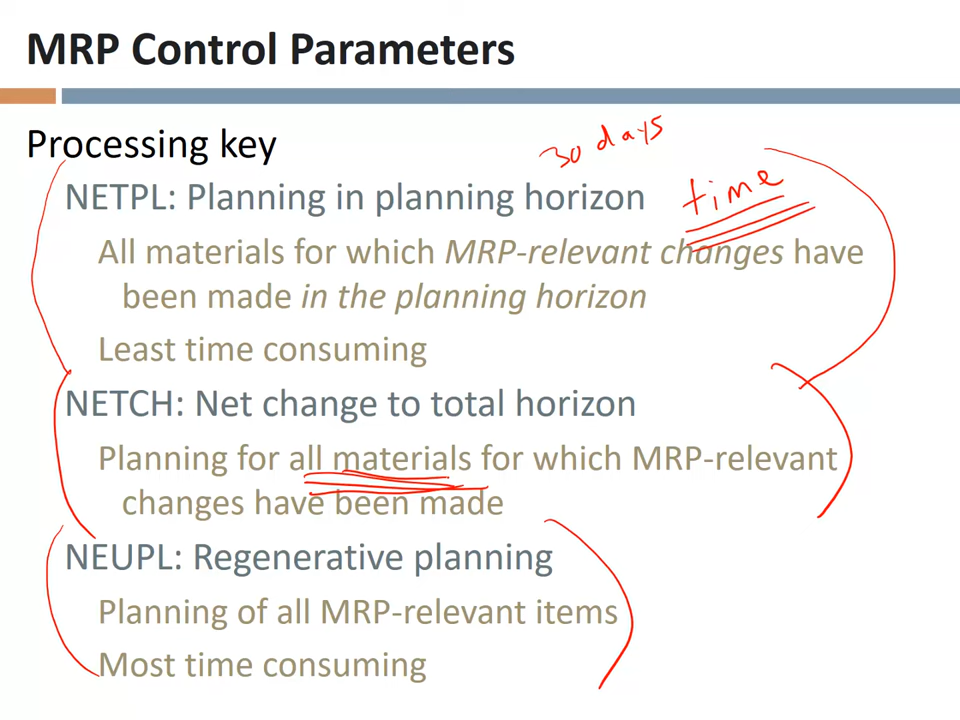 MRP Control Parameters
Processing key
30 days
NETPL: Planning in planning horizon
time
All materials for which MRP-relevant changes have
been made in the planning horizon
Least time consuming
NETCH: Net change to total horizon
Planning for all materials for which MRP-relevant
changes have been made
NEUPL: Regenerative planning
Planning of all MRP-relevant items
Most time consuming